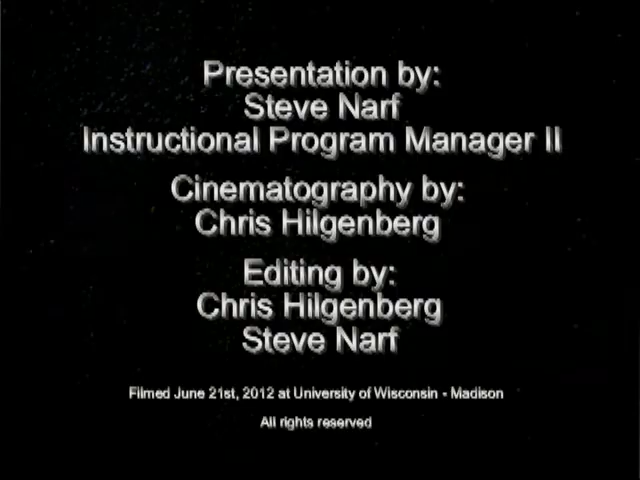 Presentation by:
Steve Narf
Instructional Program Manager II
Cinematography by:
Chris Hilgenberg
Editing by:
Chris Hilgenberg
Steve Narf
Filmed June 21st, 2012 at University of Wisconsin - Madison
All rights reserved